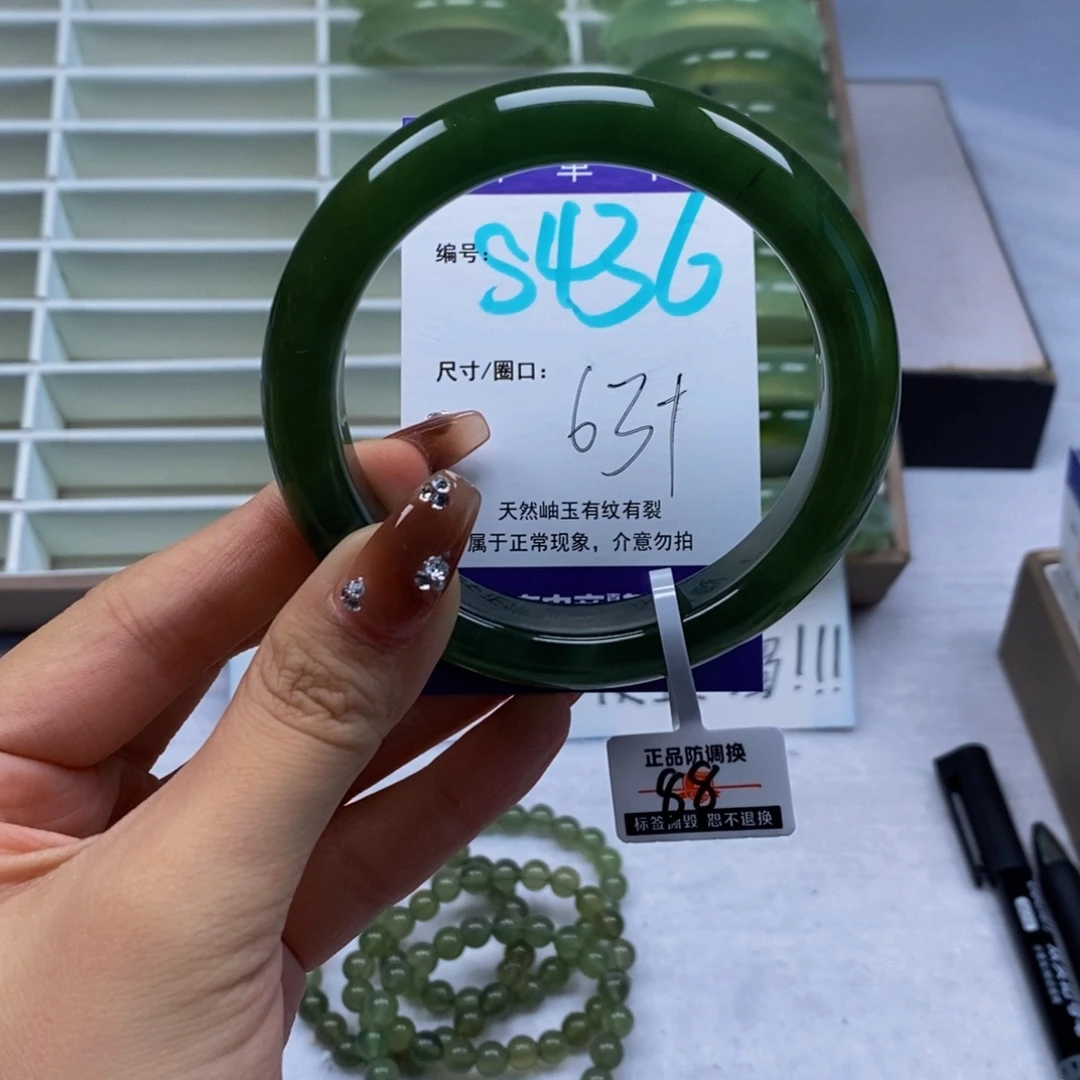 编号: S436
尺寸/圈口: 63+
天然岫玉有纹有裂
属于正常现象，介意勿拍
正品防调换
88
标签撕毁 恕不退换
!!!